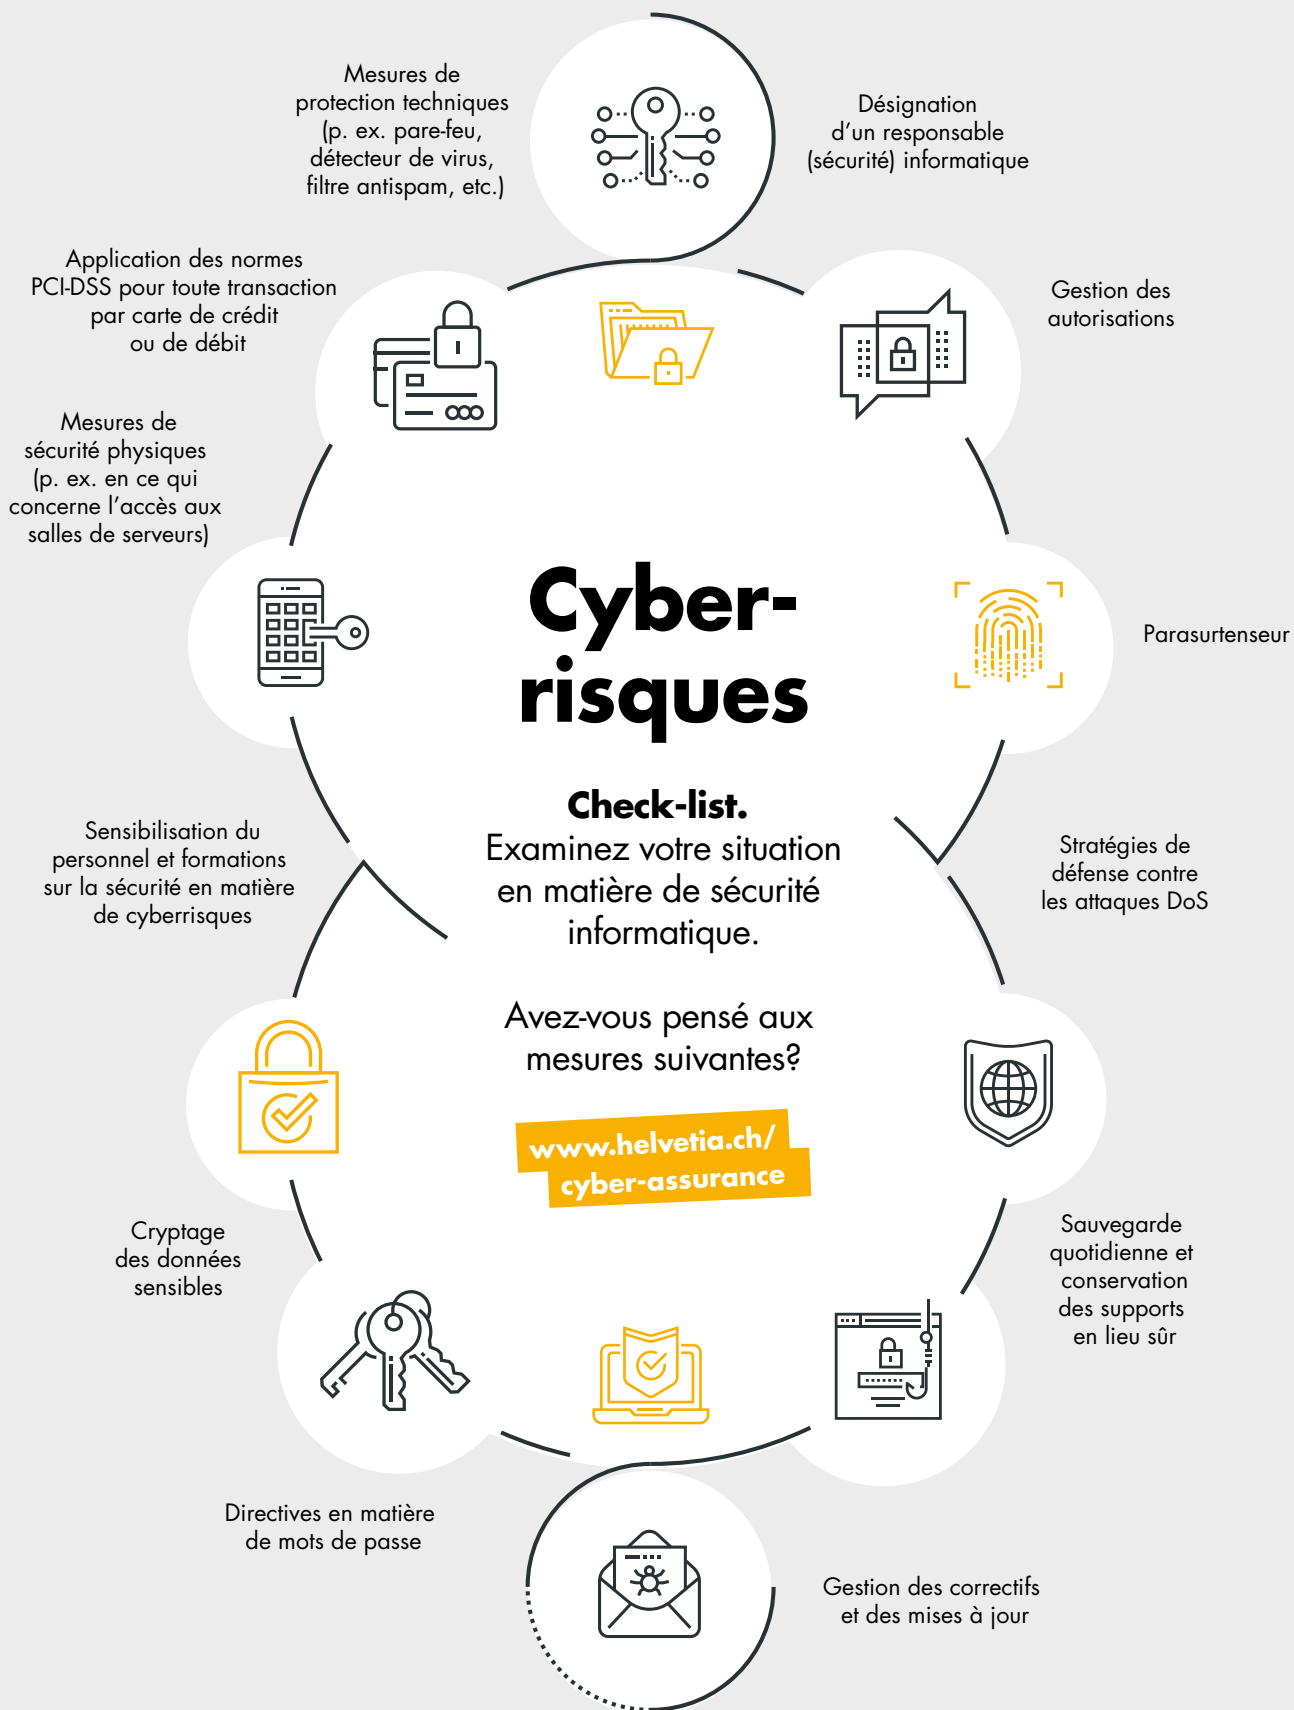 Mesures de
protection techniques
(p. ex. pare-feu,
détecteur de virus,
filtre antispam, etc.)
Désignation
d’un responsable
(sécurité) informatique
Application des normes
PCI-DSS pour toute transaction
par carte de crédit
ou de débit
Gestion des
autorisations
Mesures de
sécurité physiques
(p. ex. en ce qui
concerne l’accès aux
salles de serveurs)
Cyber-
risques
Parasurtenseur
Check-list.
Examinez votre situation
en matière de sécurité
informatique.
Sensibilisation du
personnel et formations
sur la sécurité en matière
de cyberrisques
Stratégies de
défense contre
les attaques DoS
Avez-vous pensé aux
mesures suivantes?
www.helvetia.ch/
cyber-assurance
Cryptage
des données
sensibles
Sauvegarde
quotidienne et
conservation
des supports
en lieu sûr
Directives en matière
de mots de passe
Gestion des correctifs
et des mises à jour